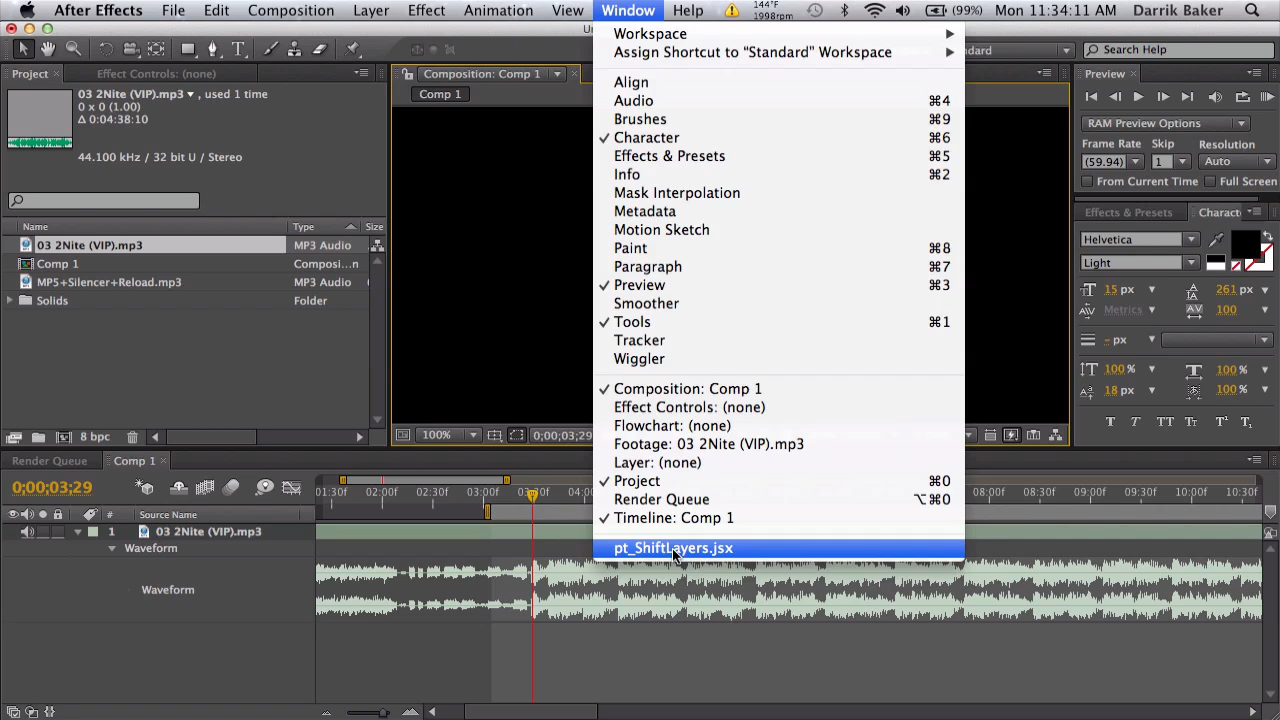 After Effects File Edit Composition Layer Effect Animation View Window Help 144°F 1998rpm (99%) Mon 11:34:11 AM Darrik Baker
Un
Standard
Search Help
Project
Effect Controls: (none)
Composition: Comp 1
Comp 1
03 2Nite (VIP).mp3 , used 1 time
0 x 0 (1.00)
Δ 0:04:38:10
44.100 kHz / 32 bit U / Stereo
Name Type Size
03 2Nite (VIP).mp3 MP3 Audio
Comp 1 Composi...n
MP5+Silencer+Reload.mp3 MP3 Audio
Solids Folder
8 bpc
100%
0;00;03;29
Workspace
Assign Shortcut to “Standard” Workspace
Align
Audio ⌘4
Brushes ⌘9
✓ Character ⌘6
Effects & Presets ⌘5
Info ⌘2
Mask Interpolation
Metadata
Motion Sketch
Paint ⌘8
Paragraph ⌘7
✓ Preview ⌘3
Smoother
✓ Tools ⌘1
Tracker
Wiggler
✓ Composition: Comp 1
Effect Controls: (none)
Flowchart: (none)
Footage: 03 2Nite (VIP).mp3
Layer: (none)
✓ Project ⌘0
Render Queue ⌥⌘0
✓ Timeline: Comp 1
pt_ShiftLayers.jsx
Preview
RAM Preview Options
Frame Rate Skip Resolution
(59.94) 1 Auto
From Current Time Full Screen
Effects & Presets
Charact
Helvetica
Light
15 px 261 px
Metrics 100
- px
100 % 100 %
18 px 100 %
T T TT Tr T¹ T₁
Render Queue
Comp 1
0;00;03;29
# Source Name
01:30f 02:00f 02:30f 03:00f 03:30f 04:00f 08:00f 08:30f 09:00f 09:30f 10:00f 10:30f
1 03 2Nite (VIP).mp3
Waveform
Waveform